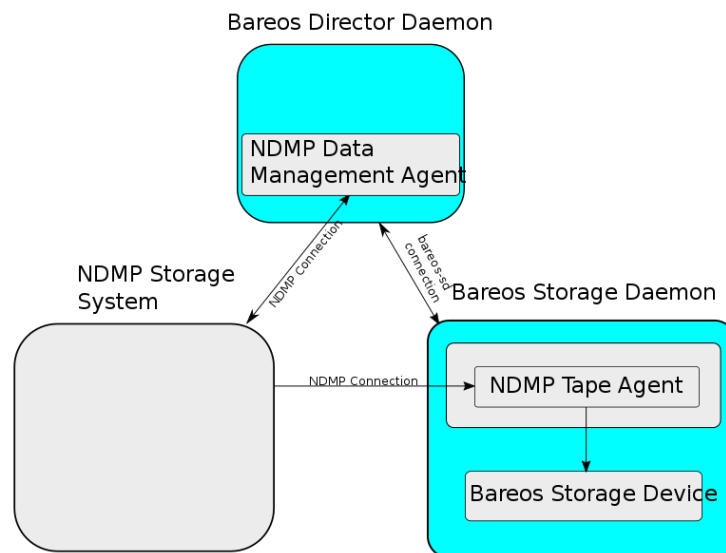 Bareos Director Daemon
NDMP Data
Management Agent
NDMP Connection
bareos-sd
connection
NDMP Storage
System
Bareos Storage Daemon
NDMP Connection
NDMP Tape Agent
Bareos Storage Device